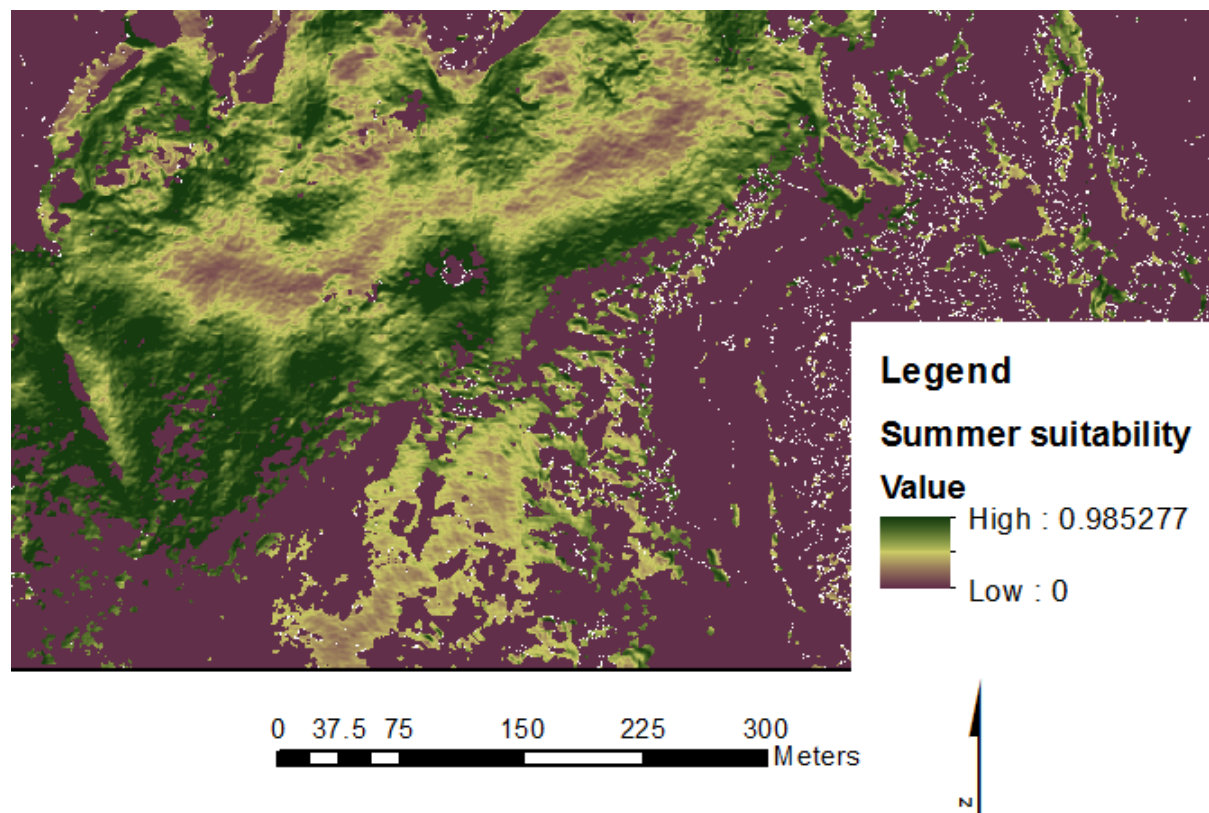 Legend
Summer suitability
Value
High : 0.985277
Low : 0
0 37.5 75 150 225 300
Meters
N